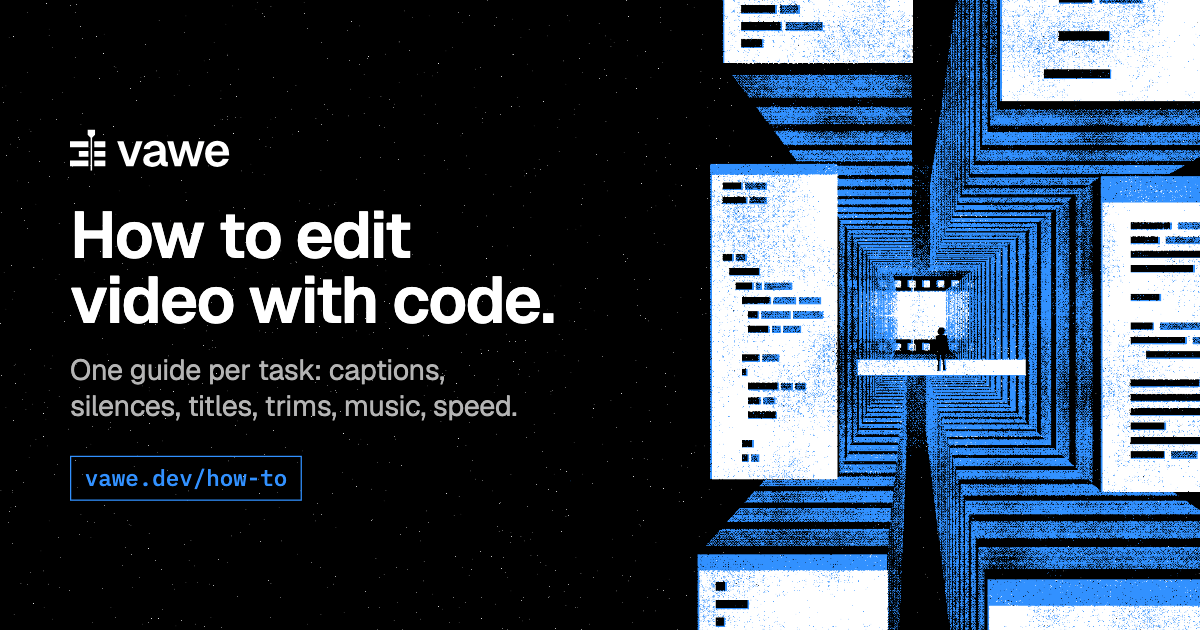 vawe
How to edit
video with code.
One guide per task: captions,
silences, titles, trims, music, speed.
vawe.dev/how-to